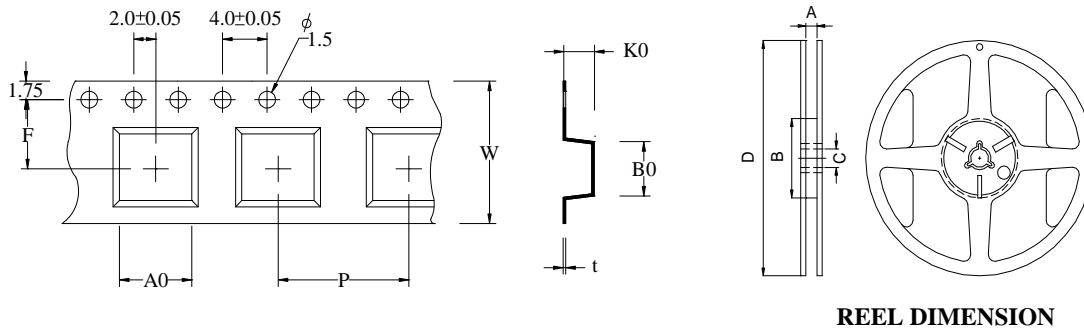 2.0±0.05
4.0±0.05
ϕ
1.5
1.75
F
W
A0
P
K0
B0
t
A
D
B
C
REEL DIMENSION